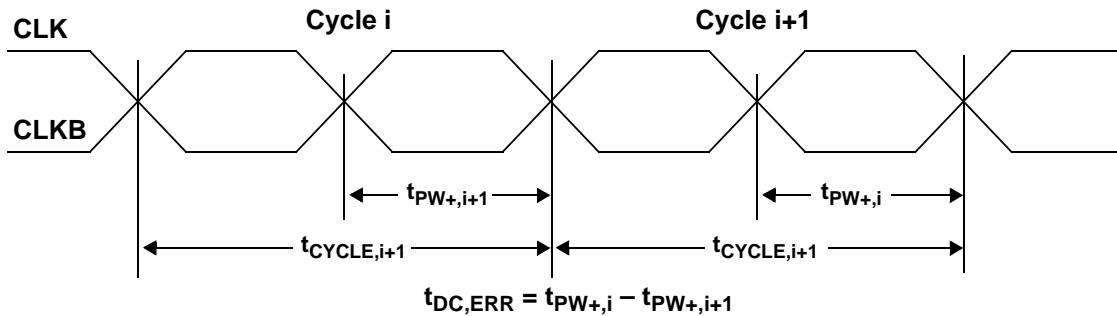 CLK Cycle i Cycle i+1
CLKB
tPW+,i+1 tPW+,i
tCYCLE,i+1 tCYCLE,i+1
tDC,ERR = tPW+,i – tPW+,i+1